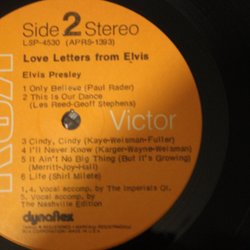 Side 2 Stereo
LSP-4530 (APRS-1393)
Love Letters from Elvis
Elvis Presley
1 Only Believe (Paul Rader)
2 This Is Our Dance
(Les Reed-Geoff Stephens)
RCA
Victor
3 Cindy, Cindy (Kaye-Weisman-Fuller)
4 I'll Never Know (Karger-Wayne-Weisman)
5 It Ain't No Big Thing (But It's Growing)
(Merritt-Joy-Hall)
6 Life (Shirl Milete)
1,4. Vocal accomp. by The Imperials Qt.
5. Vocal accomp. by
The Nashville Edition
dynaflex